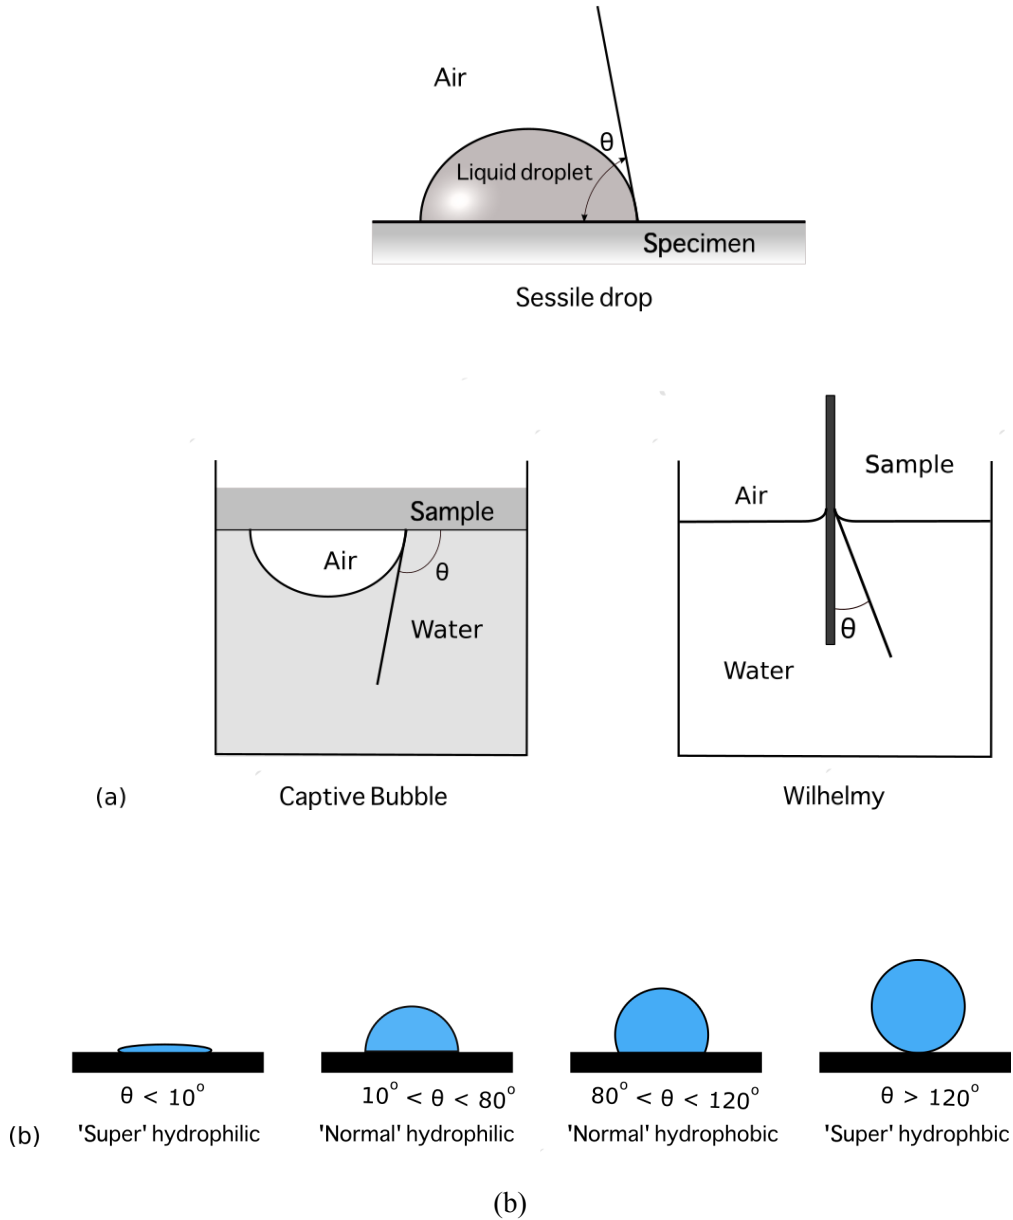 Air
θ
Liquid droplet
Specimen
Sessile drop
Sample
Air
θ
Water
Sample
Air
θ
Water
(a)
Captive Bubble
Wilhelmy
θ < 10°
10° < θ < 80°
80° < θ < 120°
θ > 120°
(b)
'Super' hydrophilic
'Normal' hydrophilic
'Normal' hydrophobic
'Super' hydrophbic
(b)